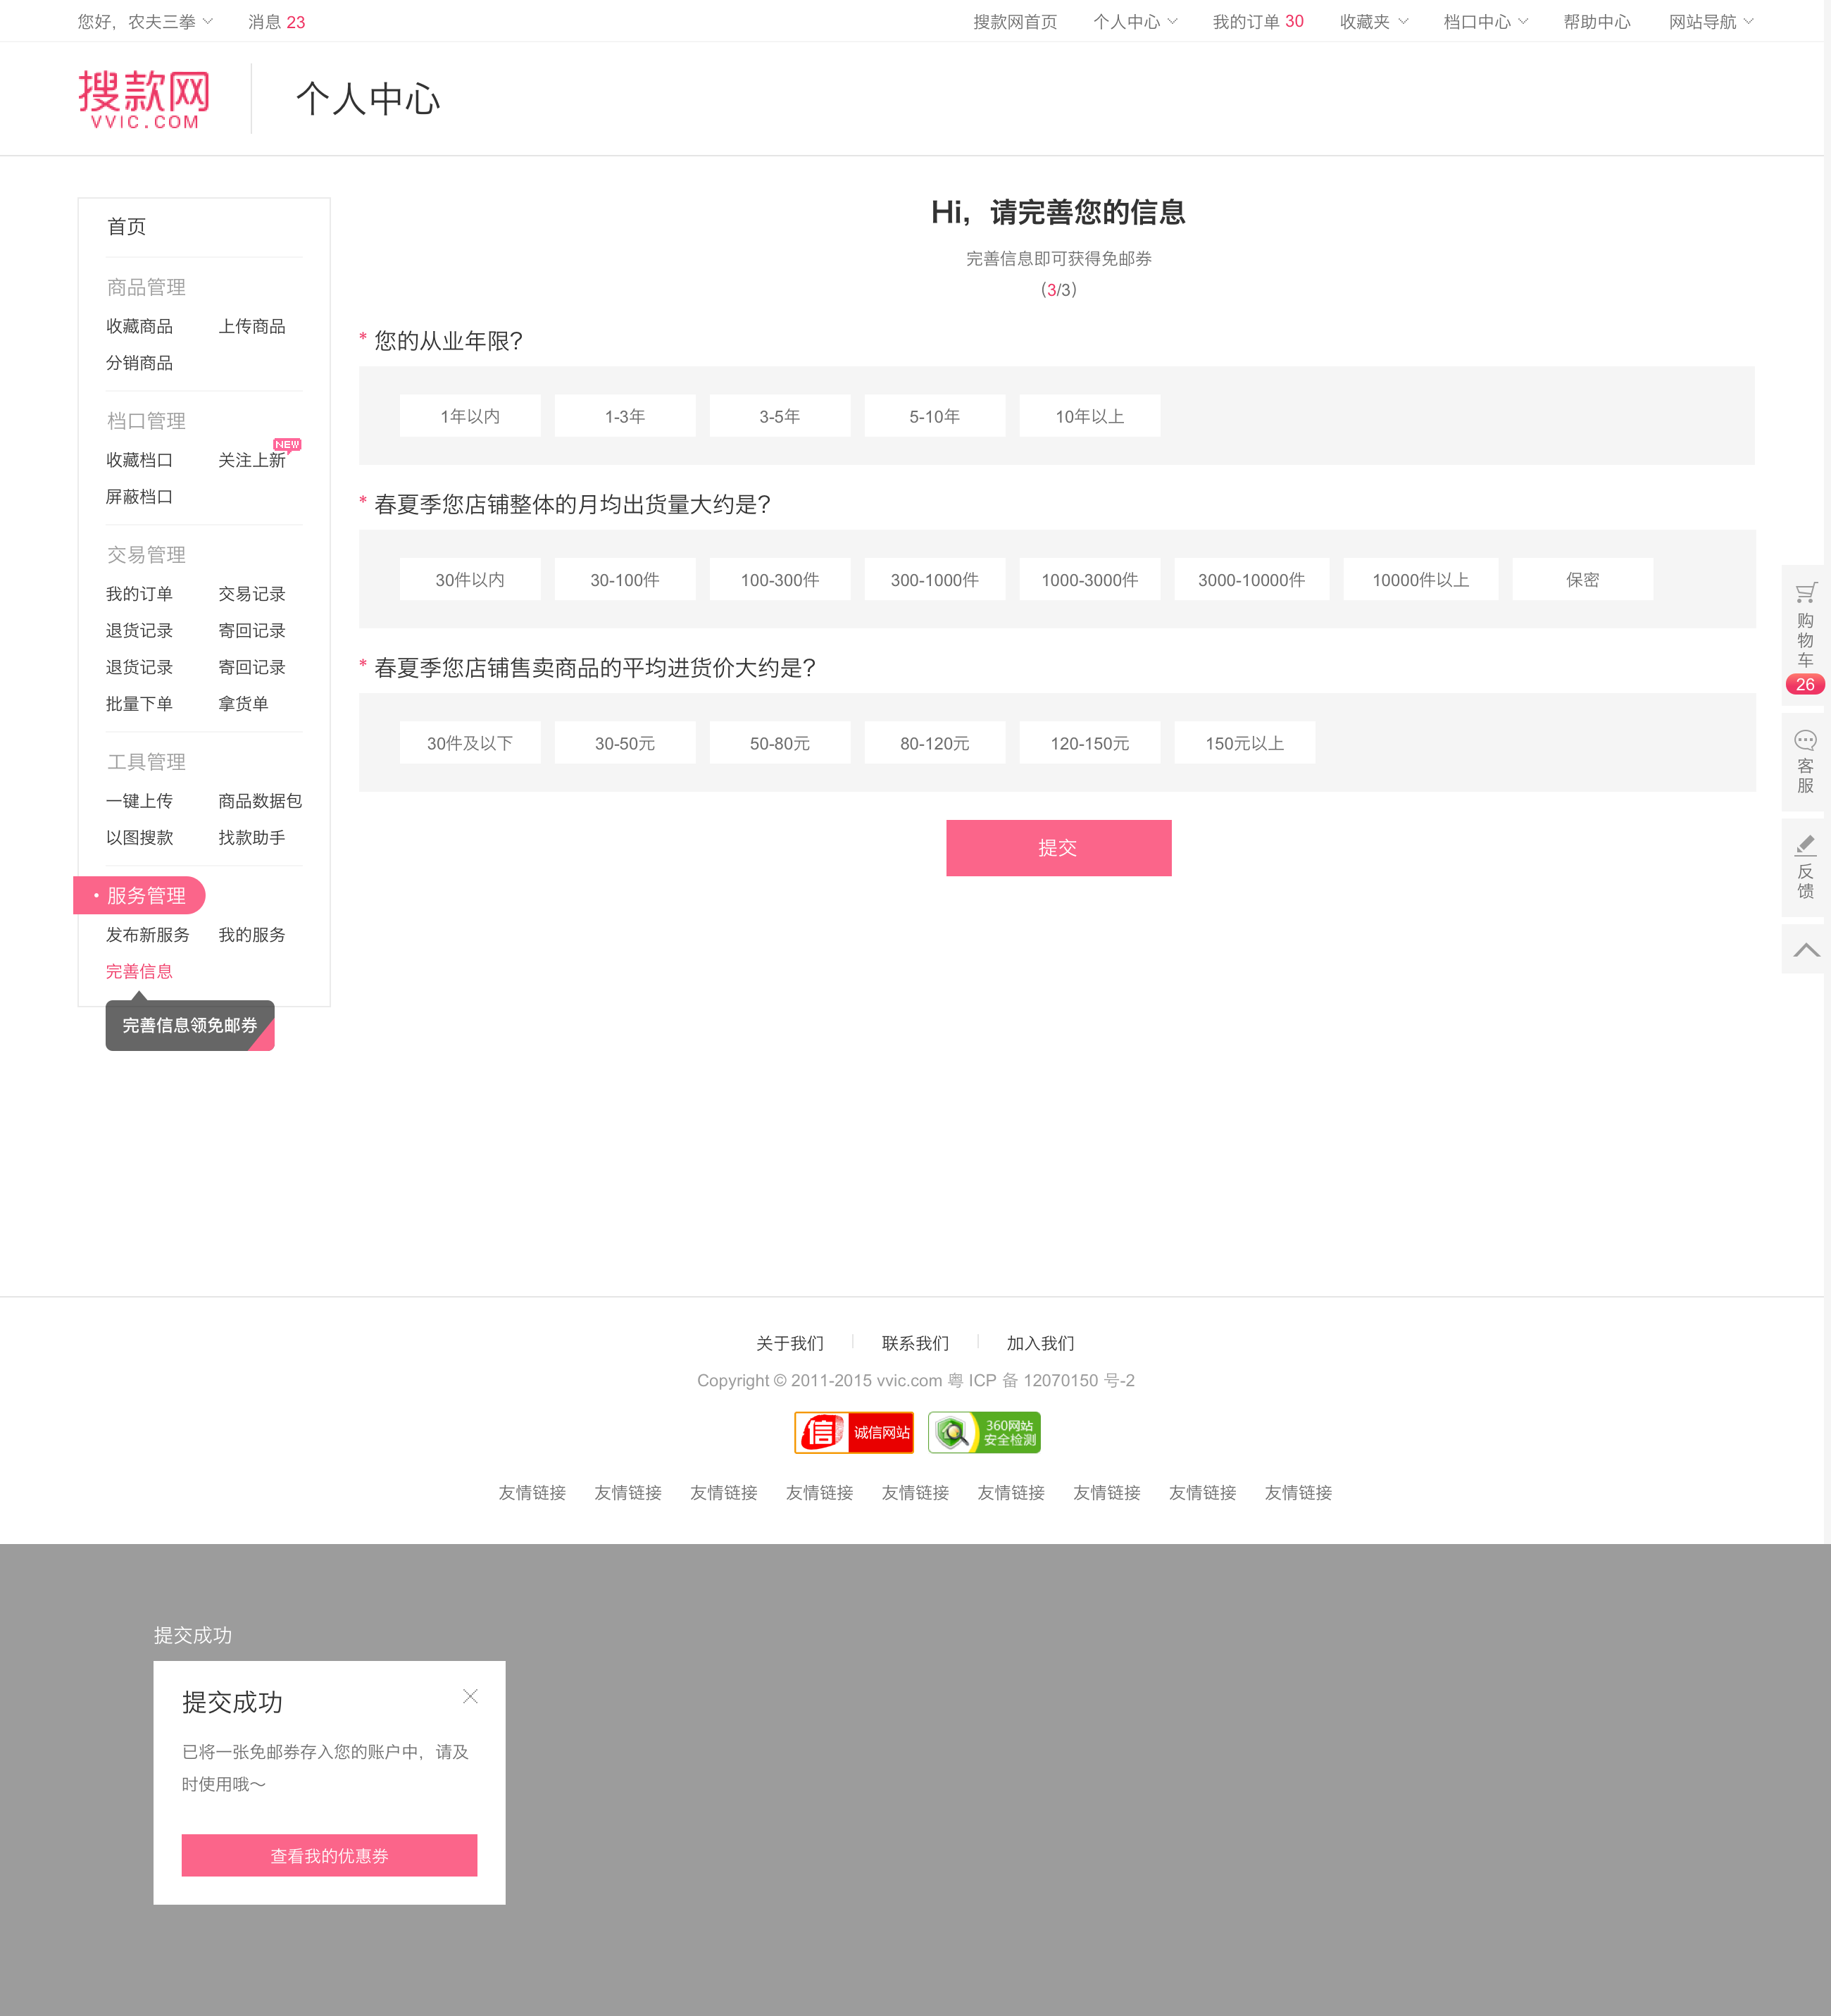 您好，农夫三拳 消息 23 搜款网首页 个人中心 我的订单 30 收藏夹 档口中心 帮助中心 网站导航
搜款网
VVIC.COM
个人中心
首页
商品管理
收藏商品 上传商品
分销商品
档口管理
NEW
收藏档口 关注上新
屏蔽档口
交易管理
我的订单 交易记录
退货记录 寄回记录
退货记录 寄回记录
批量下单 拿货单
工具管理
一键上传 商品数据包
以图搜款 找款助手
· 服务管理
发布新服务 我的服务
完善信息
完善信息领免邮券
Hi，请完善您的信息
完善信息即可获得免邮券
（3/3）
* 您的从业年限？
1年以内 1-3年 3-5年 5-10年 10年以上
* 春夏季您店铺整体的月均出货量大约是？
30件以内 30-100件 100-300件 300-1000件 1000-3000件 3000-10000件 10000件以上 保密
* 春夏季您店铺售卖商品的平均进货价大约是？
30件及以下 30-50元 50-80元 80-120元 120-150元 150元以上
提交
购物车
26
客服
反馈
关于我们 联系我们 加入我们
Copyright © 2011-2015 vvic.com 粤 ICP 备 12070150 号-2
信 诚信网站
360网站
安全检测
友情链接 友情链接 友情链接 友情链接 友情链接 友情链接 友情链接 友情链接 友情链接
提交成功
提交成功
已将一张免邮券存入您的账户中，请及
时使用哦～
查看我的优惠券